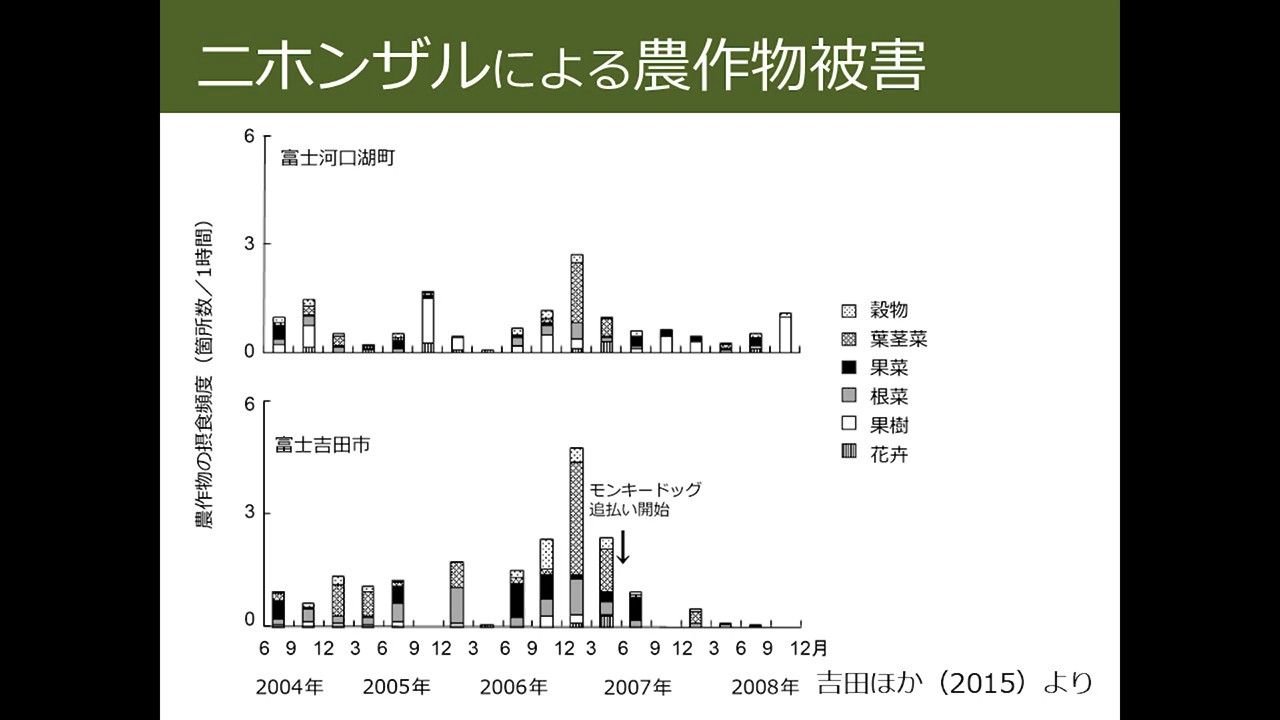 ニホンザルによる農作物被害
農作物の摂食頻度（箇所数／1時間）
6
富士河口湖町
3
0
6
富士吉田市
モンキードッグ
追払い開始
3
0
穀物
葉茎菜
果菜
根菜
果樹
花卉
6 9 12 3 6 9 12 3 6 9 12 3 6 9 12 3 6 9 12月
2004年 2005年 2006年 2007年 2008年
吉田ほか（2015）より